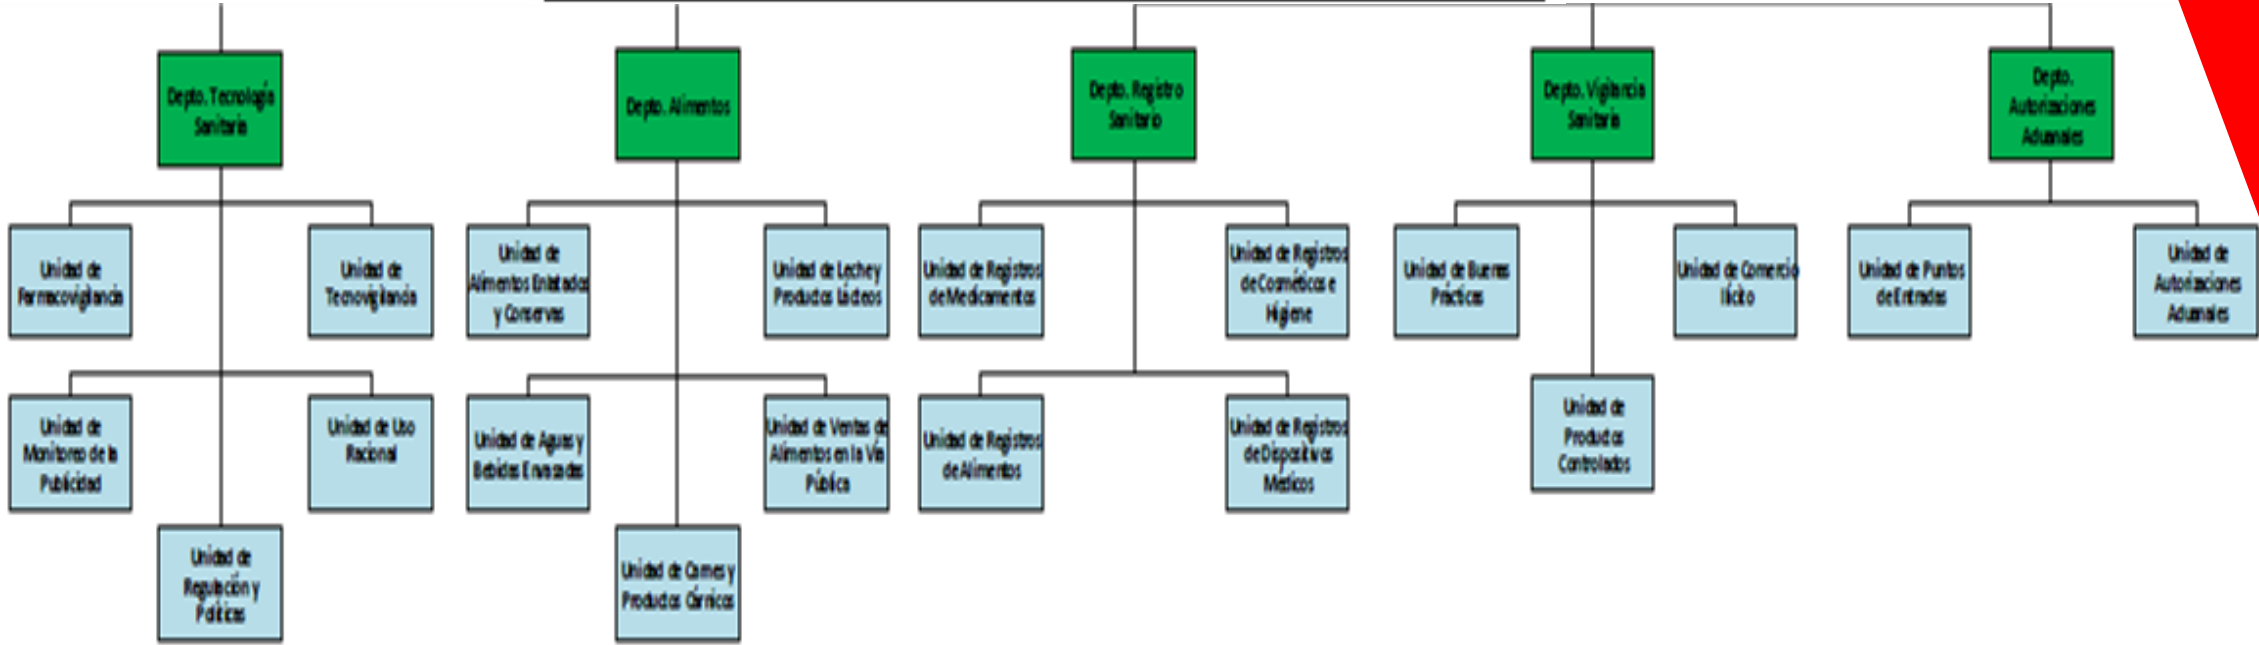 Depto. Tecnología
Sanitaria
Depto. Alimentos
Depto. Registro
Sanitario
Depto. Vigilancia
Sanitaria
Depto.
Autorizaciones
Aduanales
Unidad de
Farmacovigilancia
Unidad de
Tecnovigilancia
Unidad de
Alimentos Enlatados
y Conservas
Unidad de Leche y
Productos Lácteos
Unidad de Registros
de Medicamentos
Unidad de Registros
de Cosméticos e
Higiene
Unidad de Buenas
Prácticas
Unidad de Comercio
Ilícito
Unidad de Puntos
de Entradas
Unidad de
Autorizaciones
Aduanales
Unidad de
Monitoreo de la
Publicidad
Unidad de Uso
Racional
Unidad de Aguas y
Bebidas Envasadas
Unidad de Ventas de
Alimentos en la Vía
Pública
Unidad de Registros
de Alimentos
Unidad de Registros
de Dispositivos
Médicos
Unidad de
Productos
Controlados
Unidad de
Regulación y
Políticas
Unidad de Carnes y
Productos Cárnicos